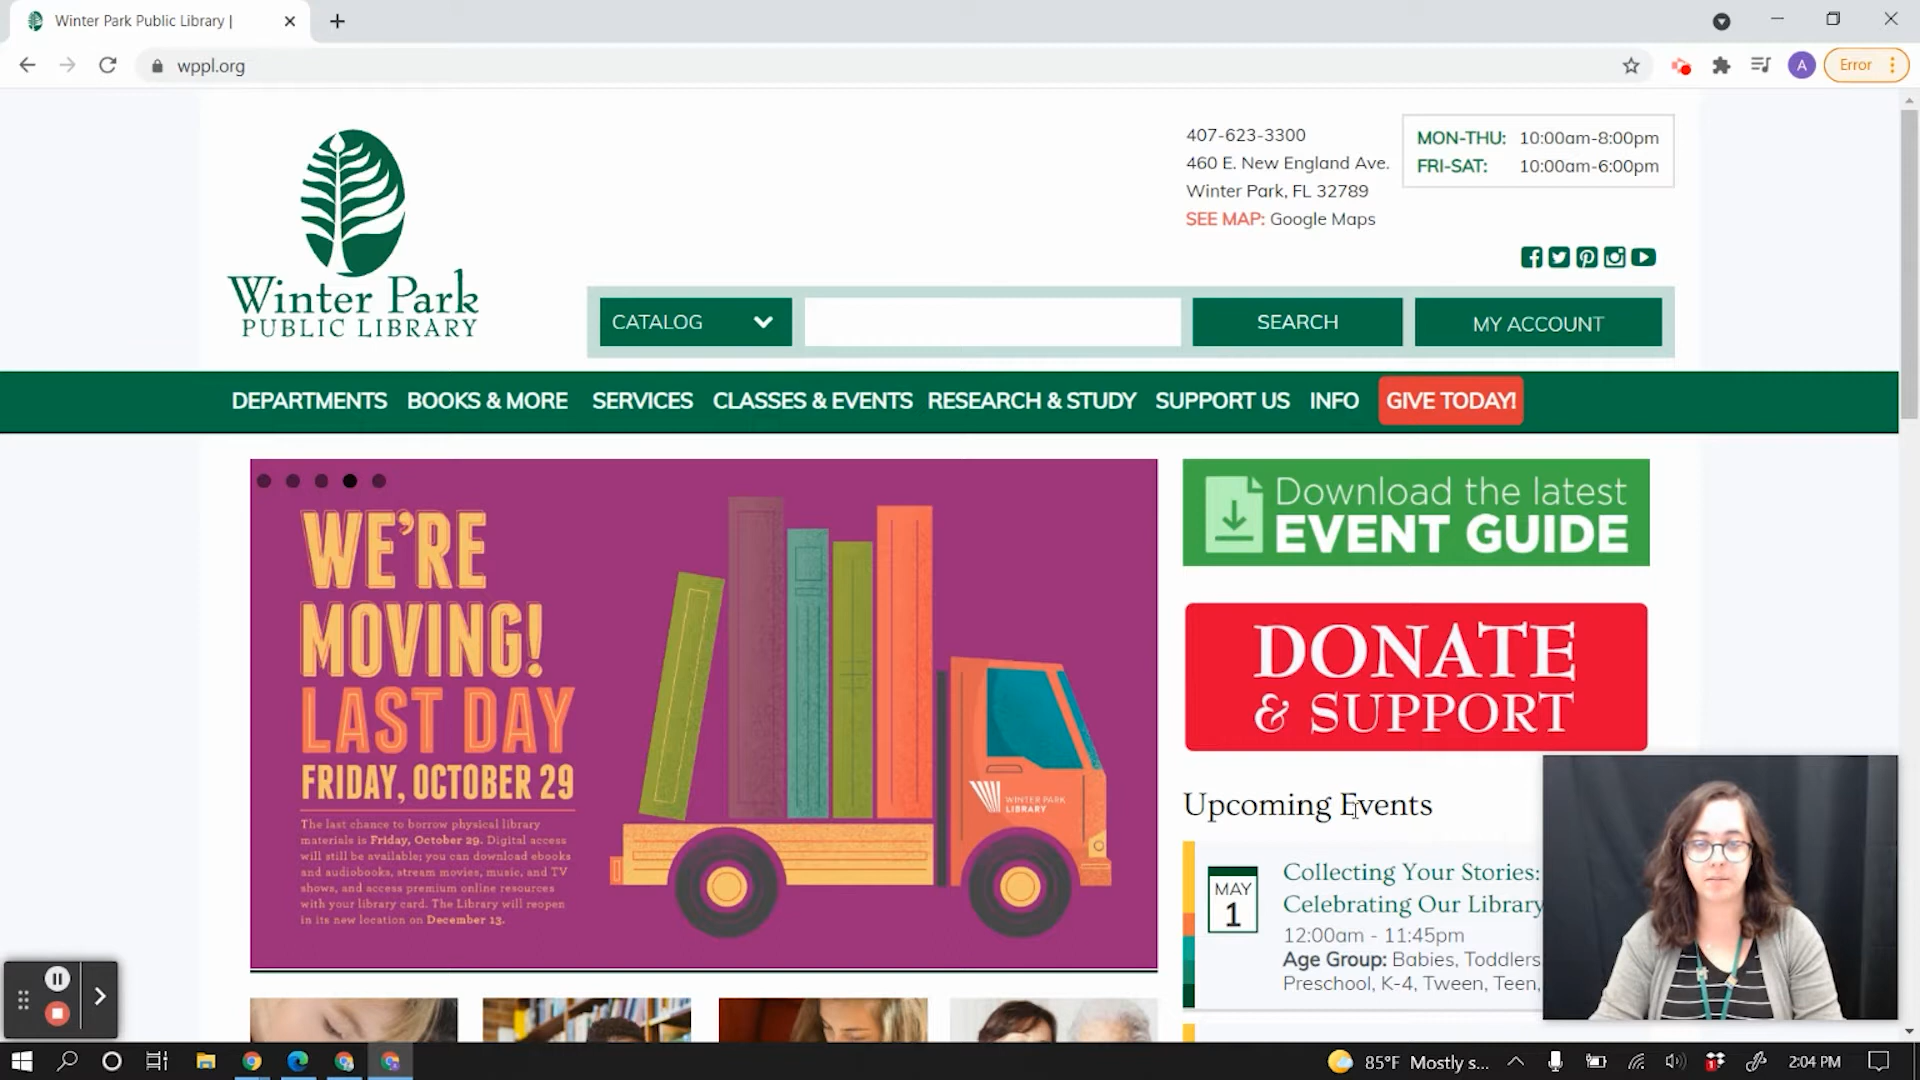 Winter Park Public Library |
wppl.org
A
Error
407-623-3300
460 E. New England Ave.
Winter Park, FL 32789
SEE MAP: Google Maps
MON-THU: 10:00am-8:00pm
FRI-SAT: 10:00am-6:00pm
Winter Park
PUBLIC LIBRARY
CATALOG
SEARCH
MY ACCOUNT
DEPARTMENTS BOOKS & MORE SERVICES CLASSES & EVENTS RESEARCH & STUDY SUPPORT US INFO GIVE TODAY!
WE'RE
MOVING!
LAST DAY
FRIDAY, OCTOBER 29
The last chance to borrow physical library
materials is Friday, October 29. Digital access
will still be available; you can download ebooks
and audiobooks, stream movies, music, and TV
shows, and access premium online resources
with your library card. The Library will reopen
in its new location on December 13.
WINTER PARK
LIBRARY
Download the latest
EVENT GUIDE
DONATE
& SUPPORT
Upcoming Events
MAY
1
Collecting Your Stories:
Celebrating Our Library
12:00am - 11:45pm
Age Group: Babies, Toddlers,
Preschool, K-4, Tween, Teen,
85°F Mostly s...
2:04 PM